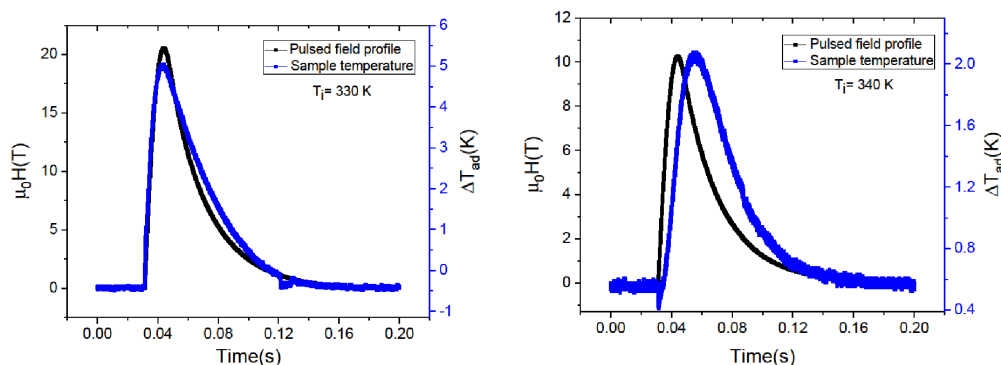 20
15
10
5
0
μ₀H(T)
Pulsed field profile
Sample temperature
Tᵢ= 330 K
6
5
4
3
2
1
0
-1
ΔT_ad(K)
0.00 0.04 0.08 0.12 0.16 0.20
Time(s)
12
10
8
6
4
2
0
μ₀H(T)
Pulsed field profile
Sample temperature
Tᵢ= 340 K
2.0
1.6
1.2
0.8
0.4
ΔT_ad(K)
0.00 0.04 0.08 0.12 0.16 0.20
Time(s)